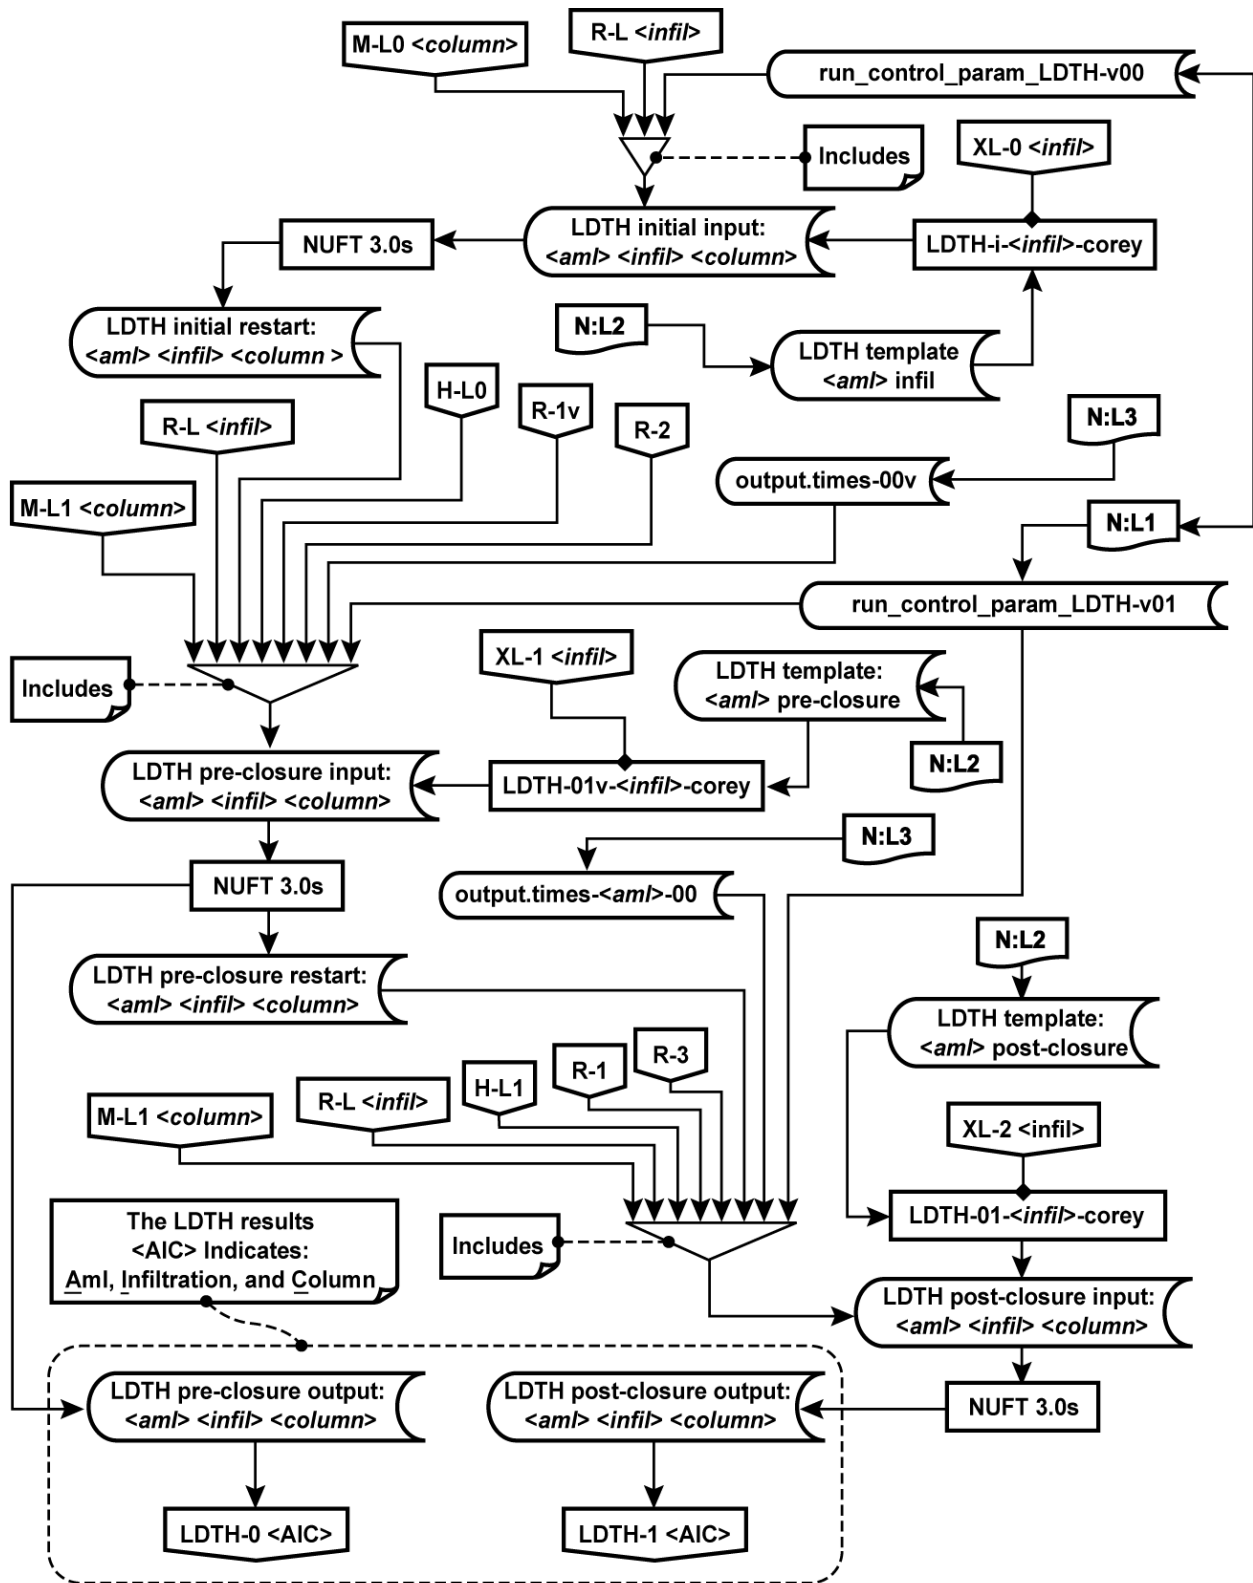 M-L0 <column>
R-L <infil>
run_control_param_LDTH-v00
Includes
XL-0 <infil>
NUFT 3.0s
LDTH initial input:
<aml> <infil> <column>
LDTH-i-<infil>-corey
LDTH initial restart:
<aml> <infil> <column >
N:L2
LDTH template
<aml> infil
H-L0
R-1v
R-2
R-L <infil>
N:L3
output.times-00v
M-L1 <column>
N:L1
run_control_param_LDTH-v01
XL-1 <infil>
LDTH template:
<aml> pre-closure
Includes
N:L2
LDTH pre-closure input:
<aml> <infil> <column>
LDTH-01v-<infil>-corey
N:L3
NUFT 3.0s
output.times-<aml>-00
N:L2
LDTH pre-closure restart:
<aml> <infil> <column>
LDTH template:
<aml> post-closure
R-3
R-1
H-L1
R-L <infil>
M-L1 <column>
XL-2 <infil>
LDTH-01-<infil>-corey
The LDTH results
<AIC> Indicates:
Aml, Infiltration, and Column
Includes
LDTH post-closure input:
<aml> <infil> <column>
LDTH pre-closure output:
<aml> <infil> <column>
LDTH post-closure output:
<aml> <infil> <column>
NUFT 3.0s
LDTH-0 <AIC>
LDTH-1 <AIC>